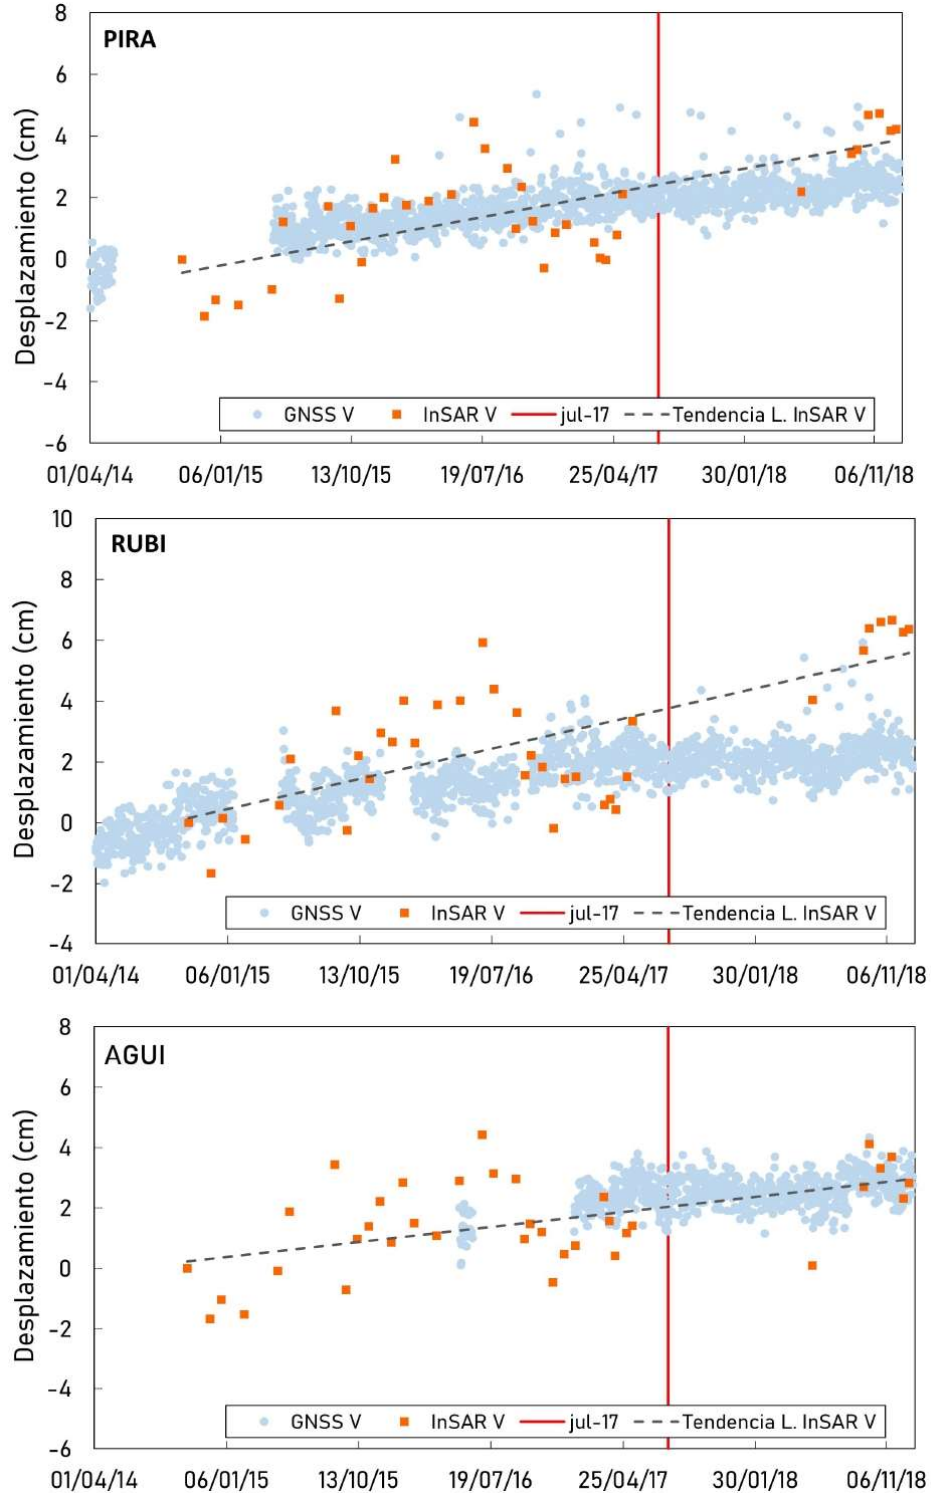 PIRA
8
6
4
2
0
-2
-4
-6
Desplazamiento (cm)
GNSS V InSAR V jul-17 Tendencia L. InSAR V
01/04/14 06/01/15 13/10/15 19/07/16 25/04/17 30/01/18 06/11/18
RUBI
10
8
6
4
2
0
-2
-4
Desplazamiento (cm)
GNSS V InSAR V jul-17 Tendencia L. InSAR V
01/04/14 06/01/15 13/10/15 19/07/16 25/04/17 30/01/18 06/11/18
AGUI
8
6
4
2
0
-2
-4
-6
Desplazamiento (cm)
GNSS V InSAR V jul-17 Tendencia L. InSAR V
01/04/14 06/01/15 13/10/15 19/07/16 25/04/17 30/01/18 06/11/18